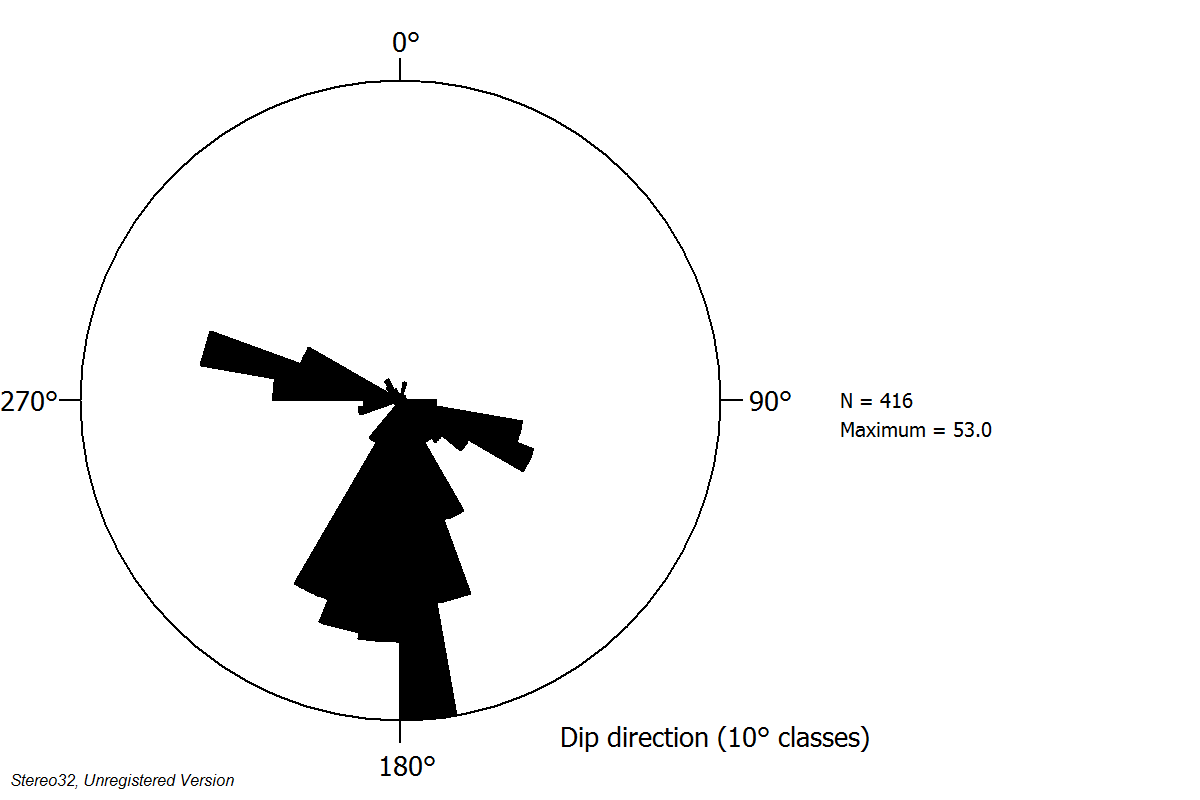 0°
270°
90°
N = 416
Maximum = 53.0
Dip direction (10° classes)
180°
Stereo32, Unregistered Version